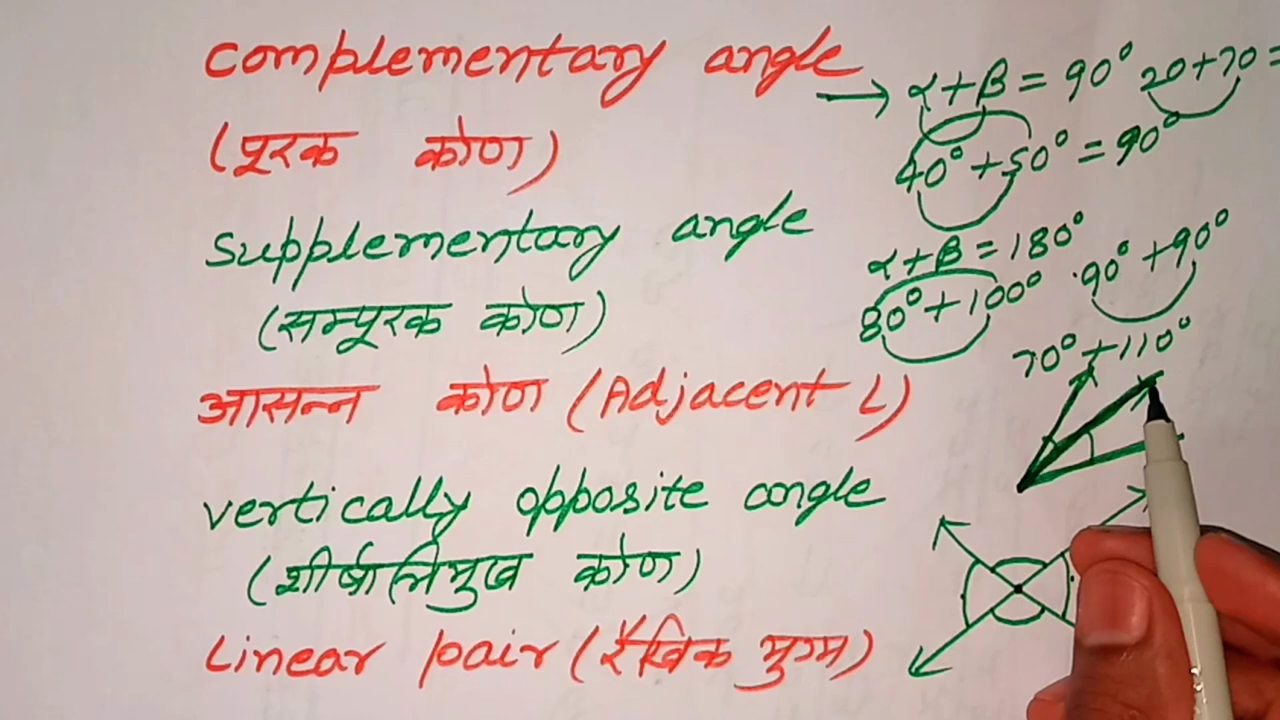 complementary angle
→ α+β = 90° 20+70 =
(पूरक कोण)
40°+50° = 90°
supplementary angle
α+β = 180° 90°+90°
(सम्पूरक कोण)
80°+100°
70°+110°
आसन्न कोण (Adjacent ∠)
vertically opposite angle
(शीर्षाभिमुख कोण)
Linear pair (रैखिक युग्म)